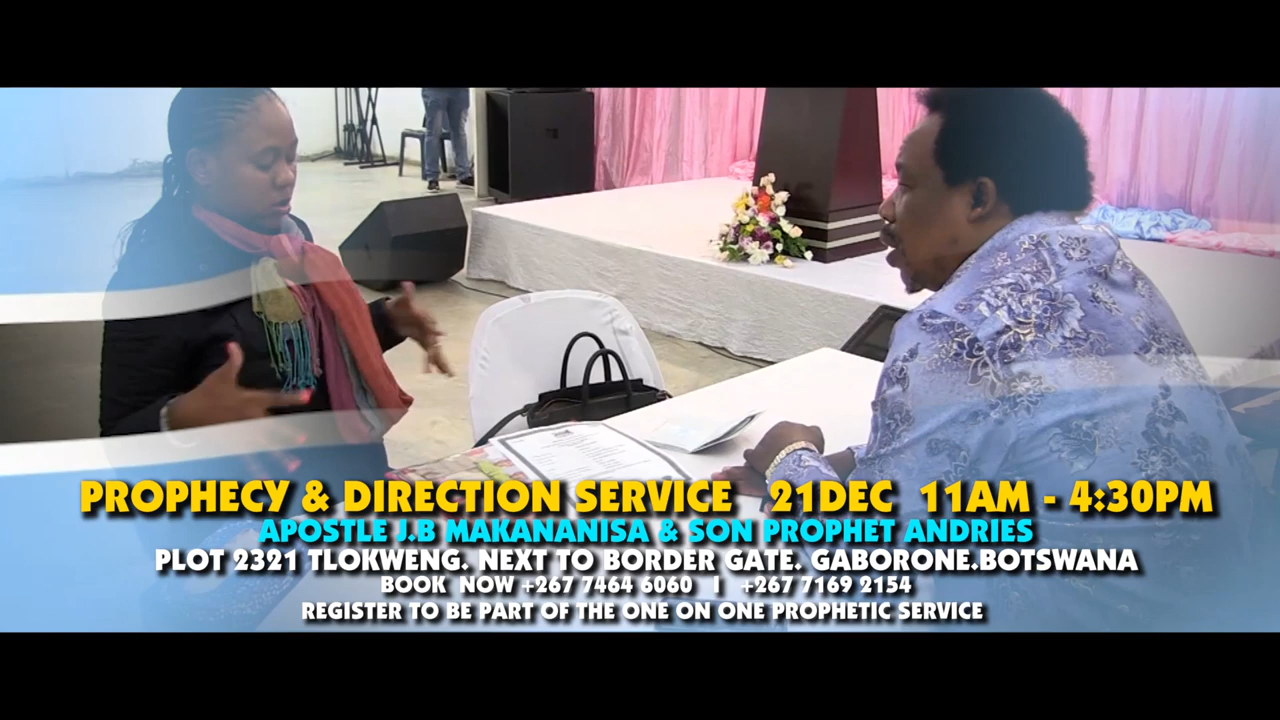 PROPHECY & DIRECTION SERVICE 21DEC 11AM - 4:30PM
APOSTLE J.B MAKANANISA & SON PROPHET ANDRIES
PLOT 2321 TLOKWENG. NEXT TO BORDER GATE. GABORONE.BOTSWANA
BOOK NOW +267 7464 6060 I +267 7169 2154
REGISTER TO BE PART OF THE ONE ON ONE PROPHETIC SERVICE